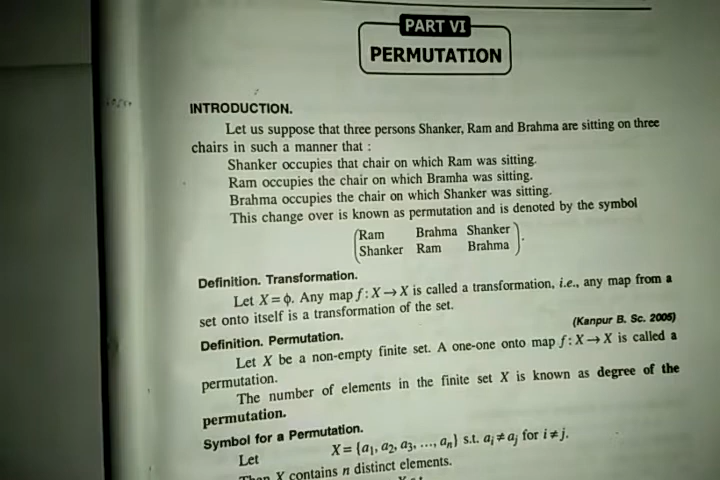 PART VI
PERMUTATION
INTRODUCTION.
Let us suppose that three persons Shanker, Ram and Brahma are sitting on three
chairs in such a manner that :
Shanker occupies that chair on which Ram was sitting.
Ram occupies the chair on which Bramha was sitting.
Brahma occupies the chair on which Shanker was sitting.
This change over is known as permutation and is denoted by the symbol
(Ram Brahma Shanker
Shanker Ram Brahma).
Definition. Transformation.
Let X = ϕ. Any map f : X → X is called a transformation, i.e., any map from a
set onto itself is a transformation of the set.
(Kanpur B. Sc. 2005)
Definition. Permutation.
Let X be a non-empty finite set. A one-one onto map f : X → X is called a
permutation.
The number of elements in the finite set X is known as degree of the
permutation.
Symbol for a Permutation.
Let X = {a₁, a₂, a₃, ..., aₙ} s.t. aᵢ ≠ aⱼ for i ≠ j.
Then X contains n distinct elements.